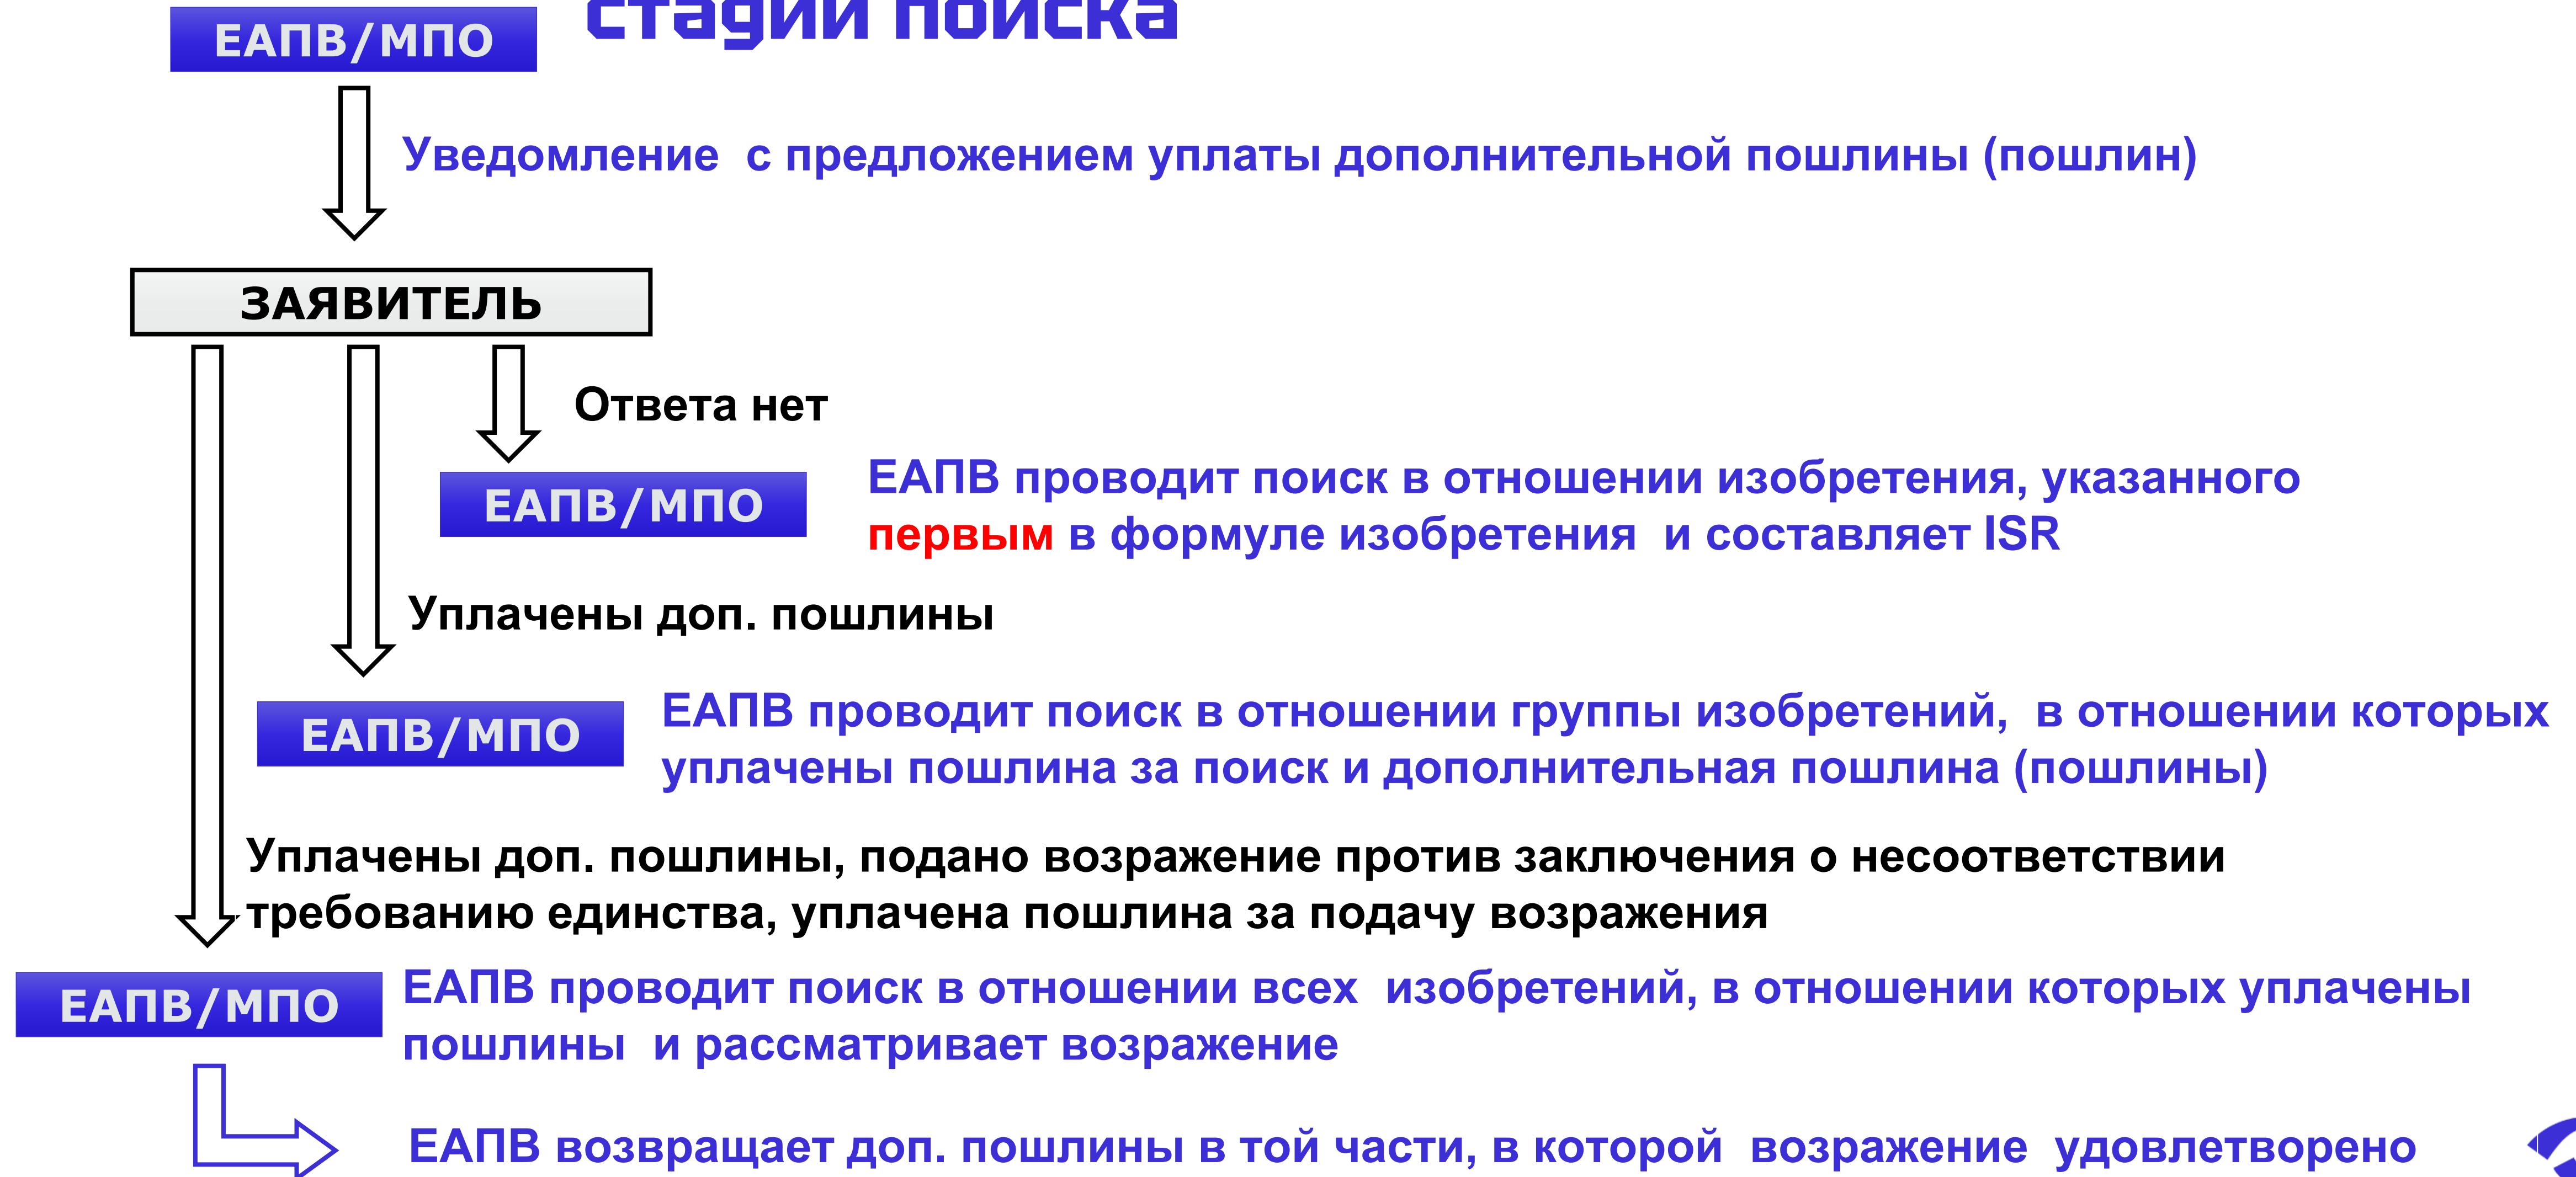 стадии поиска
ЕАПВ/МПО
Уведомление с предложением уплаты дополнительной пошлины (пошлин)
ЗАЯВИТЕЛЬ
Ответа нет
ЕАПВ/МПО
ЕАПВ проводит поиск в отношении изобретения, указанного
первым в формуле изобретения и составляет ISR
Уплачены доп. пошлины
ЕАПВ/МПО
ЕАПВ проводит поиск в отношении группы изобретений, в отношении которых
уплачены пошлина за поиск и дополнительная пошлина (пошлины)
Уплачены доп. пошлины, подано возражение против заключения о несоответствии
требованию единства, уплачена пошлина за подачу возражения
ЕАПВ/МПО
ЕАПВ проводит поиск в отношении всех изобретений, в отношении которых уплачены
пошлины и рассматривает возражение
ЕАПВ возвращает доп. пошлины в той части, в которой возражение удовлетворено